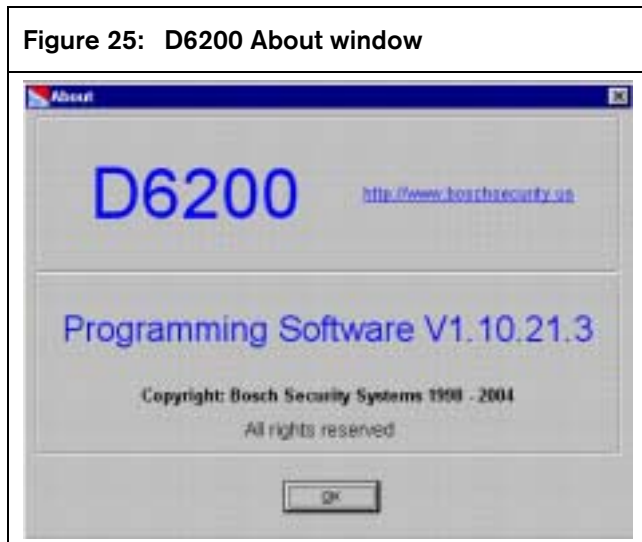 Figure 25: D6200 About window
About
D6200
http://www.boschsecurity.us
Programming Software V1.10.21.3
Copyright: Bosch Security Systems 1998 - 2004
All rights reserved
OK